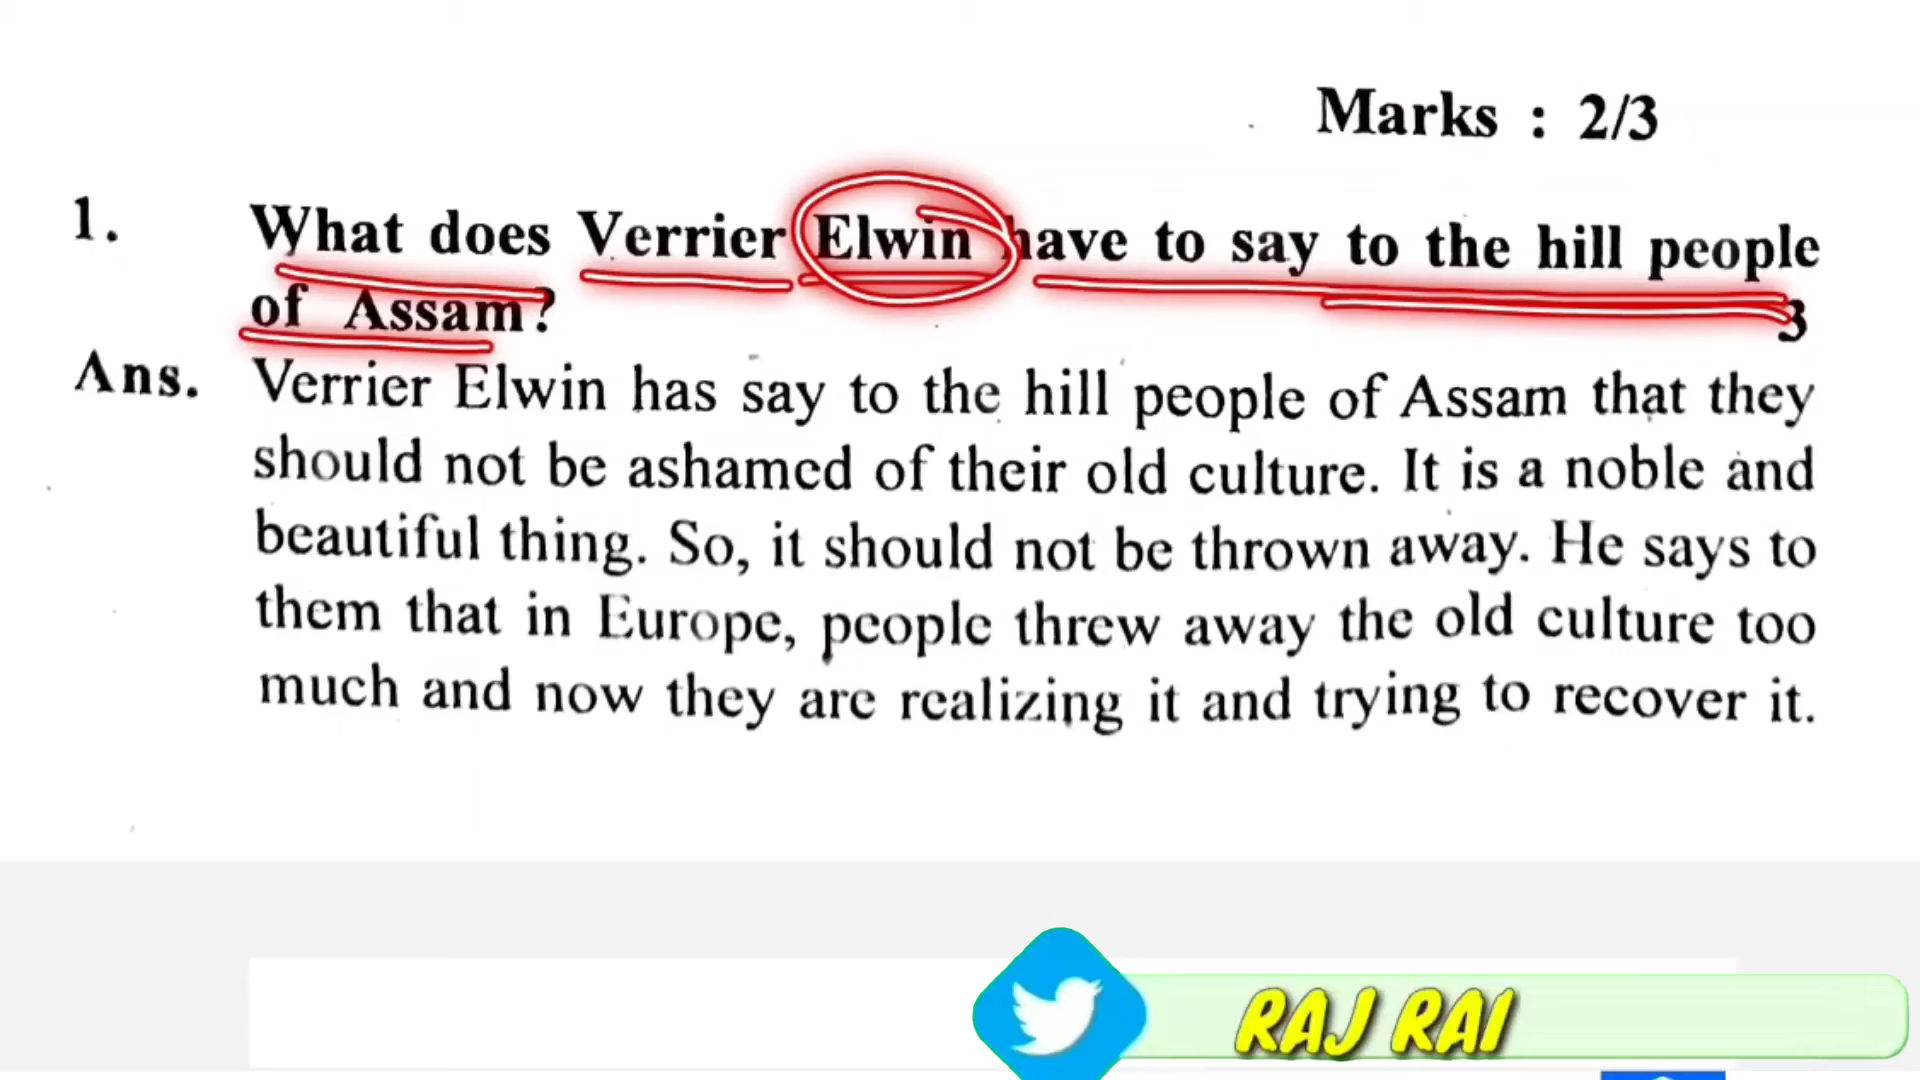 Marks : 2/3
1. What does Verrier Elwin have to say to the hill people
of Assam? 3
Ans. Verrier Elwin has say to the hill people of Assam that they
should not be ashamed of their old culture. It is a noble and
beautiful thing. So, it should not be thrown away. He says to
them that in Europe, people threw away the old culture too
much and now they are realizing it and trying to recover it.
RAJ RAI